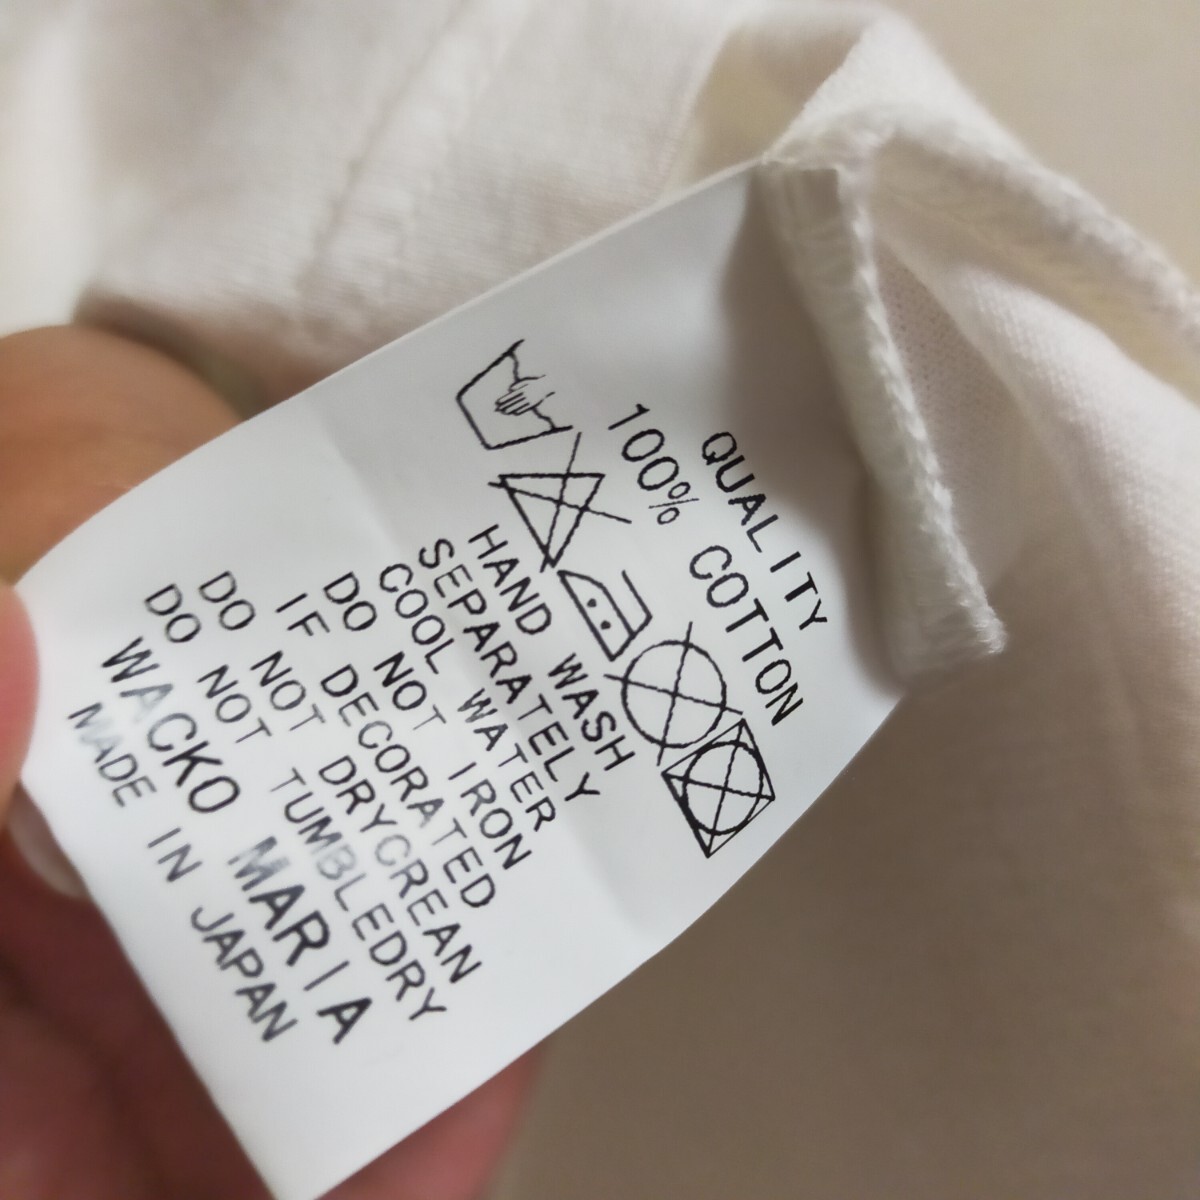 QUALITY
100% COTTON
HAND WASH
SEPARATELY
COOL WATER
DO NOT IRON
IF DECORATED
DO NOT DRYCREAN
DO NOT TUMBLEDRY
WACKO MARIA
MADE IN JAPAN